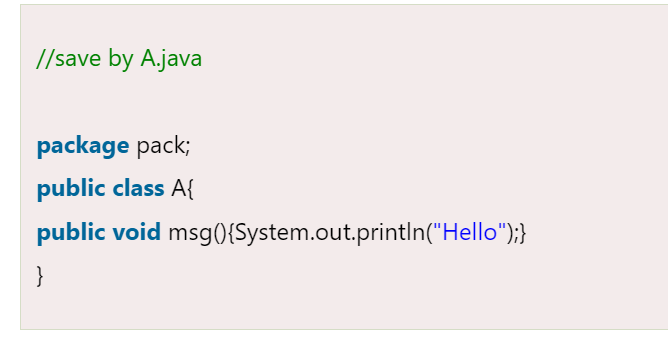 //save by A.java
package pack;
public class A{
public void msg(){System.out.println("Hello");}
}